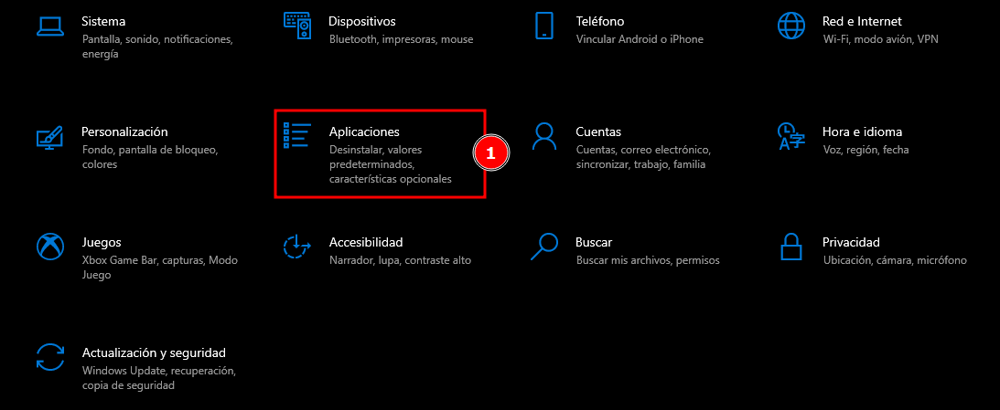 Sistema
Pantalla, sonido, notificaciones,
energía
Dispositivos
Bluetooth, impresoras, mouse
Teléfono
Vincular Android o iPhone
Red e Internet
Wi-Fi, modo avión, VPN
Personalización
Fondo, pantalla de bloqueo,
colores
Aplicaciones
Desinstalar, valores
predeterminados,
características opcionales
1
Cuentas
Cuentas, correo electrónico,
sincronizar, trabajo, familia
Hora e idioma
Voz, región, fecha
Juegos
Xbox Game Bar, capturas, Modo
Juego
Accesibilidad
Narrador, lupa, contraste alto
Buscar
Buscar mis archivos, permisos
Privacidad
Ubicación, cámara, micrófono
Actualización y seguridad
Windows Update, recuperación,
copia de seguridad